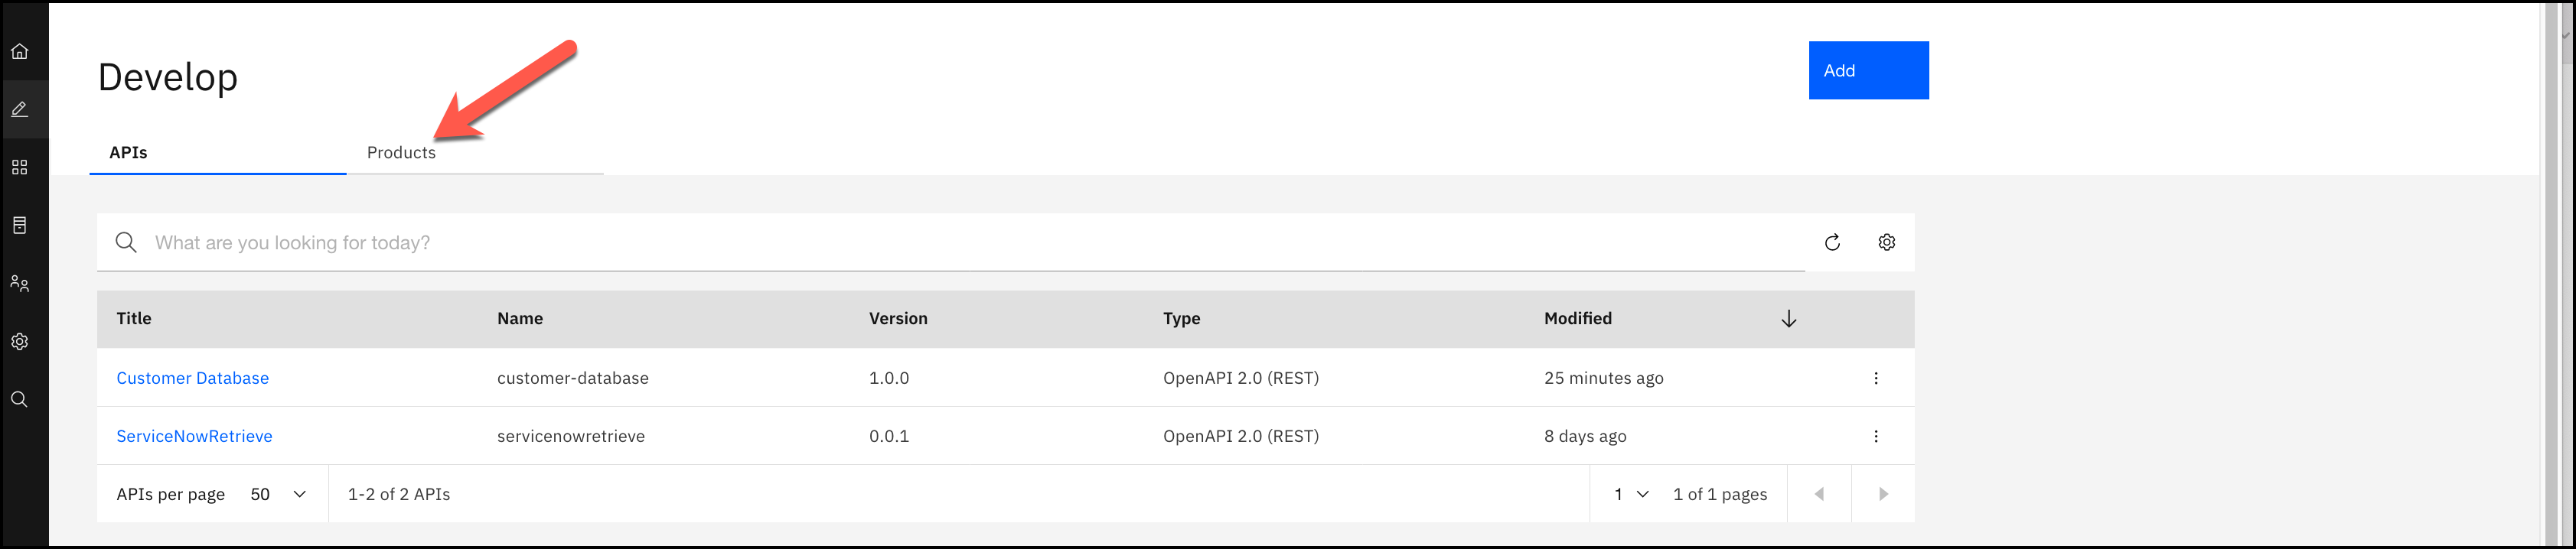 Develop
Add
APIs Products
What are you looking for today?
Title Name Version Type Modified
Customer Database customer-database 1.0.0 OpenAPI 2.0 (REST) 25 minutes ago
ServiceNowRetrieve servicenowretrieve 0.0.1 OpenAPI 2.0 (REST) 8 days ago
APIs per page 50 1-2 of 2 APIs 1 1 of 1 pages